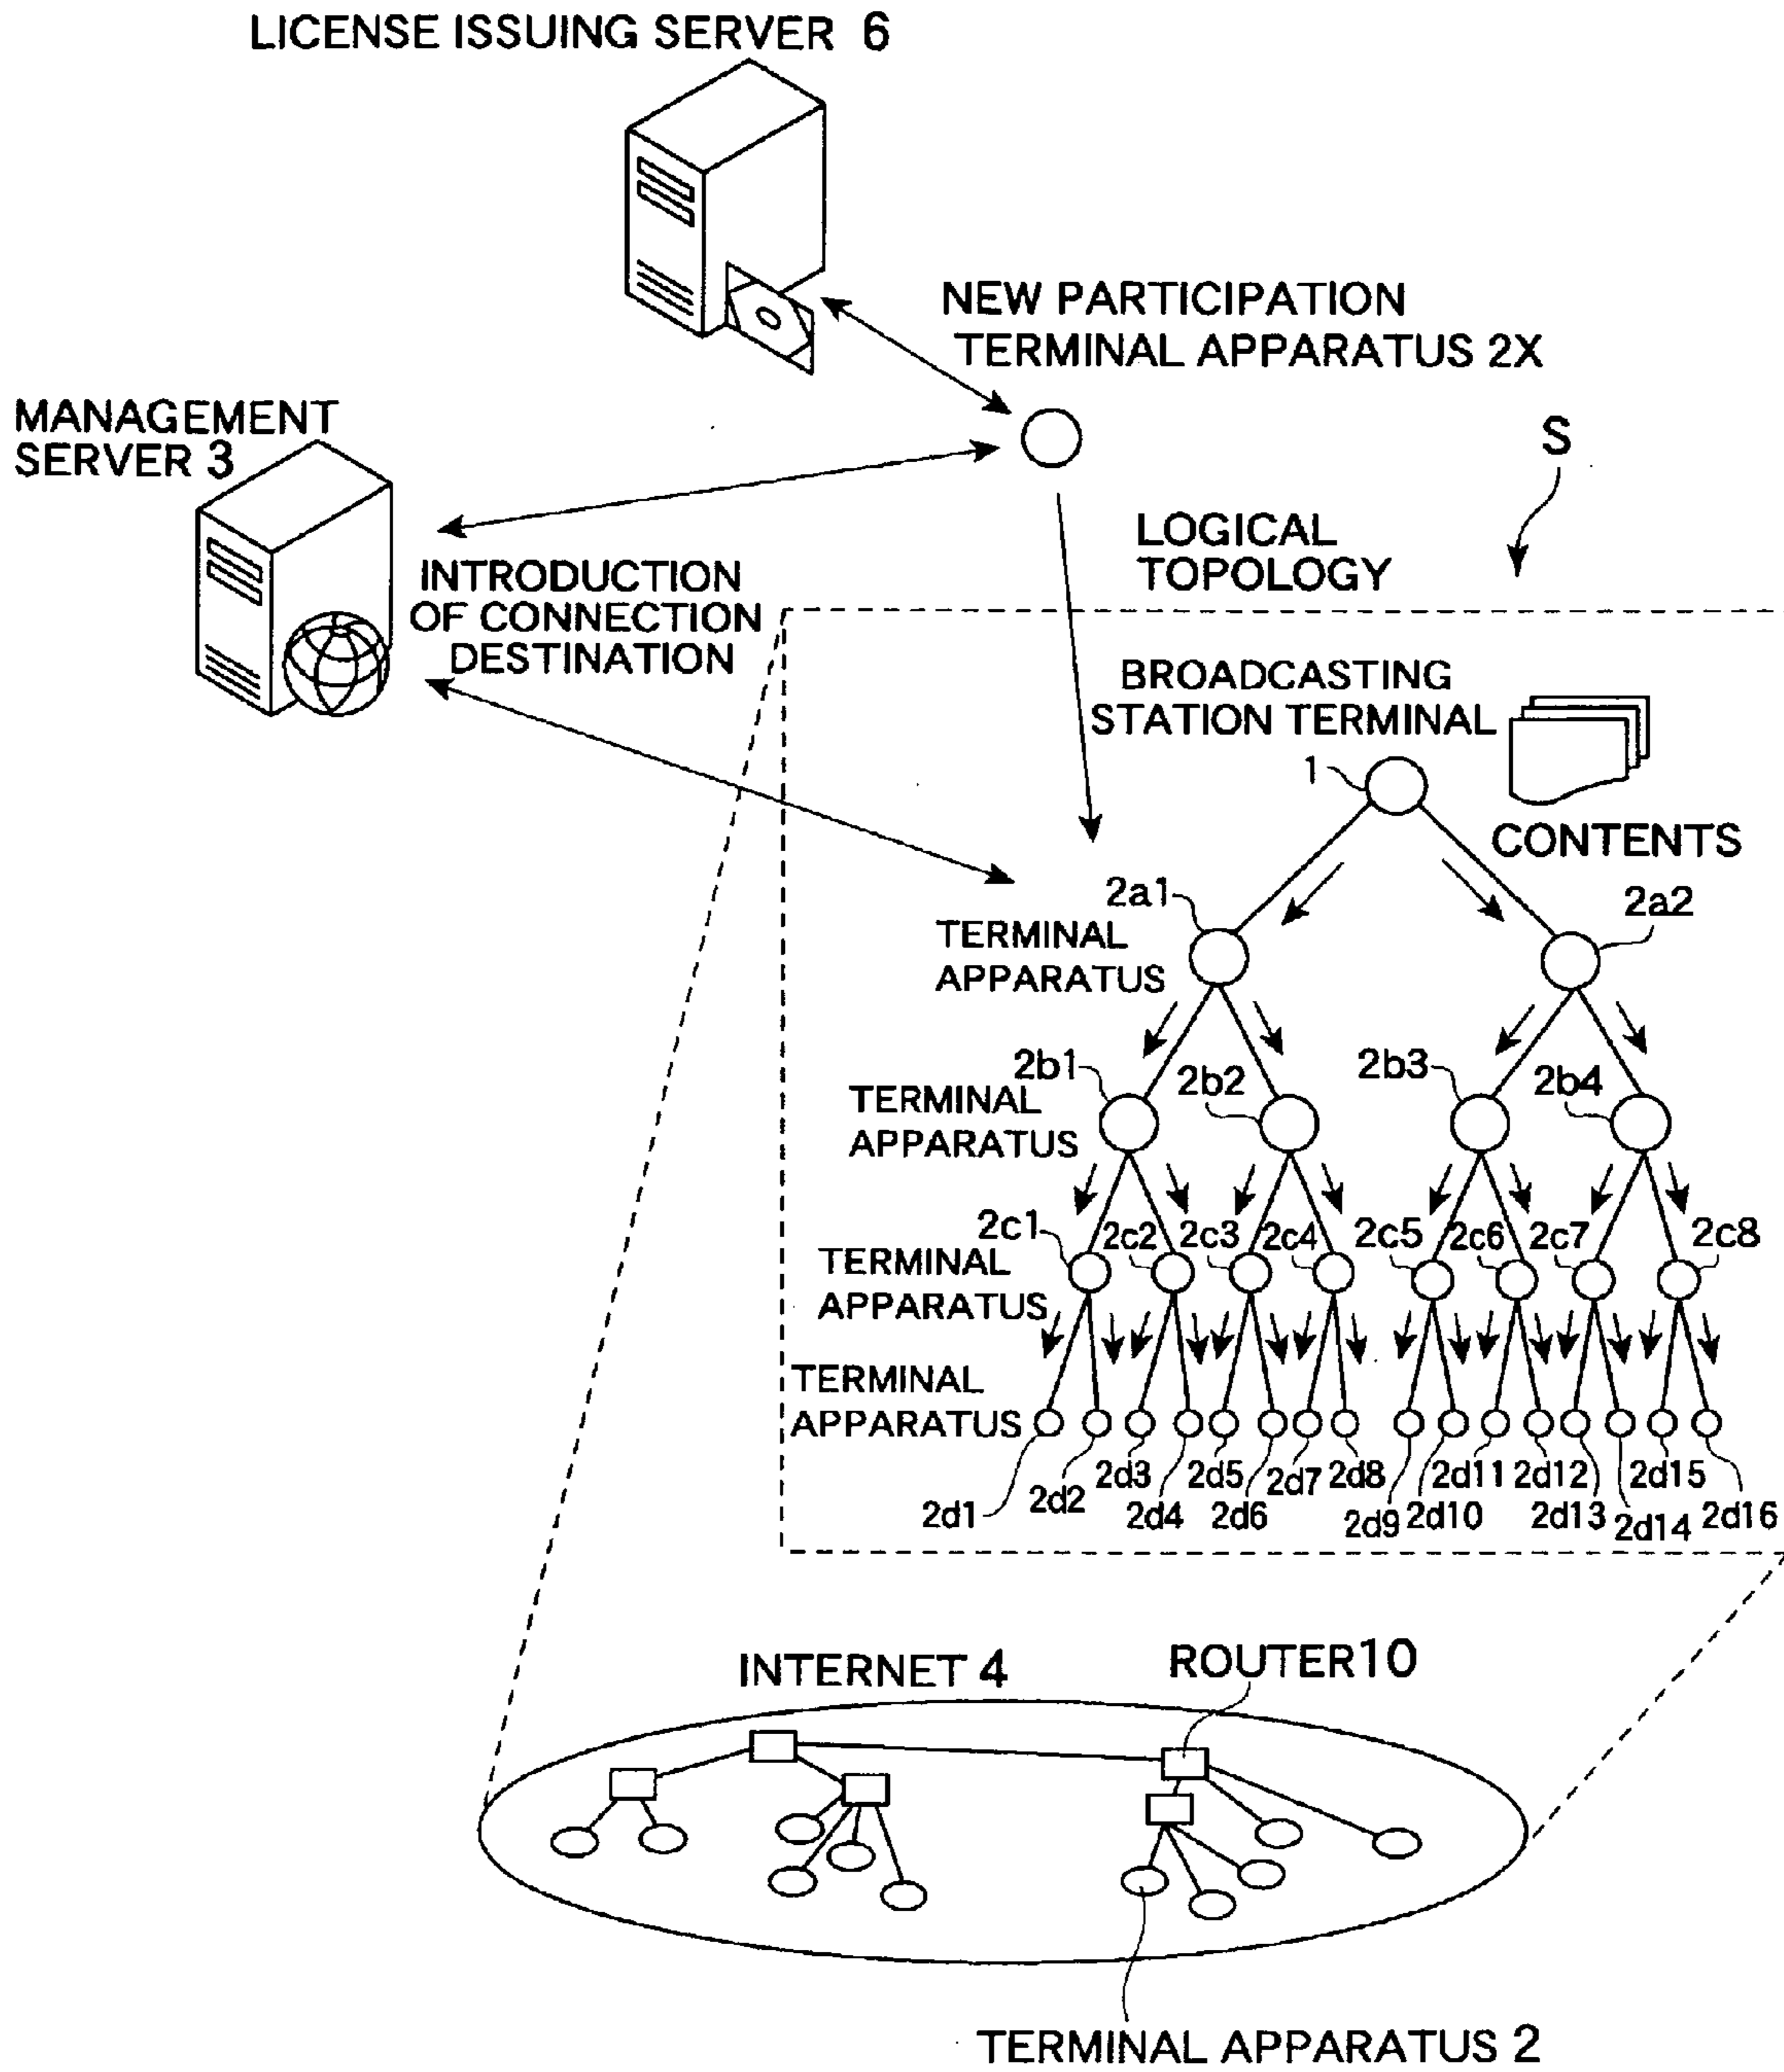 LICENSE ISSUING SERVER 6
NEW PARTICIPATION
TERMINAL APPARATUS 2X
MANAGEMENT
SERVER 3
S
LOGICAL
TOPOLOGY
INTRODUCTION
OF CONNECTION
DESTINATION
BROADCASTING
STATION TERMINAL
1
CONTENTS
2a1
2a2
TERMINAL
APPARATUS
2b1
2b2
2b3
2b4
TERMINAL
APPARATUS
2c1
2c2
2c3
2c4
2c5
2c6
2c7
2c8
TERMINAL
APPARATUS
TERMINAL
APPARATUS
2d1
2d2
2d3
2d4
2d5
2d6
2d7
2d8
2d9
2d10
2d11
2d12
2d13
2d14
2d15
2d16
INTERNET 4
ROUTER10
TERMINAL APPARATUS 2